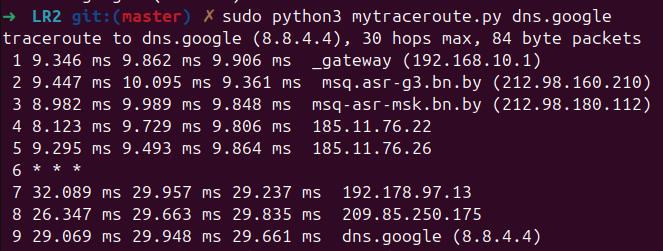 ➜  LR2 git:(master) ✗ sudo python3 mytraceroute.py dns.google
traceroute to dns.google (8.8.4.4), 30 hops max, 84 byte packets
 1 9.346 ms 9.862 ms 9.906 ms  _gateway (192.168.10.1)
 2 9.447 ms 10.095 ms 9.361 ms  msq.asr-g3.bn.by (212.98.160.210)
 3 8.982 ms 9.989 ms 9.848 ms  msq-asr-msk.bn.by (212.98.180.112)
 4 8.123 ms 9.729 ms 9.806 ms  185.11.76.22
 5 9.295 ms 9.493 ms 9.864 ms  185.11.76.26
 6 * * *
 7 32.089 ms 29.957 ms 29.237 ms  192.178.97.13
 8 26.347 ms 29.663 ms 29.835 ms  209.85.250.175
 9 29.069 ms 29.948 ms 29.661 ms  dns.google (8.8.4.4)